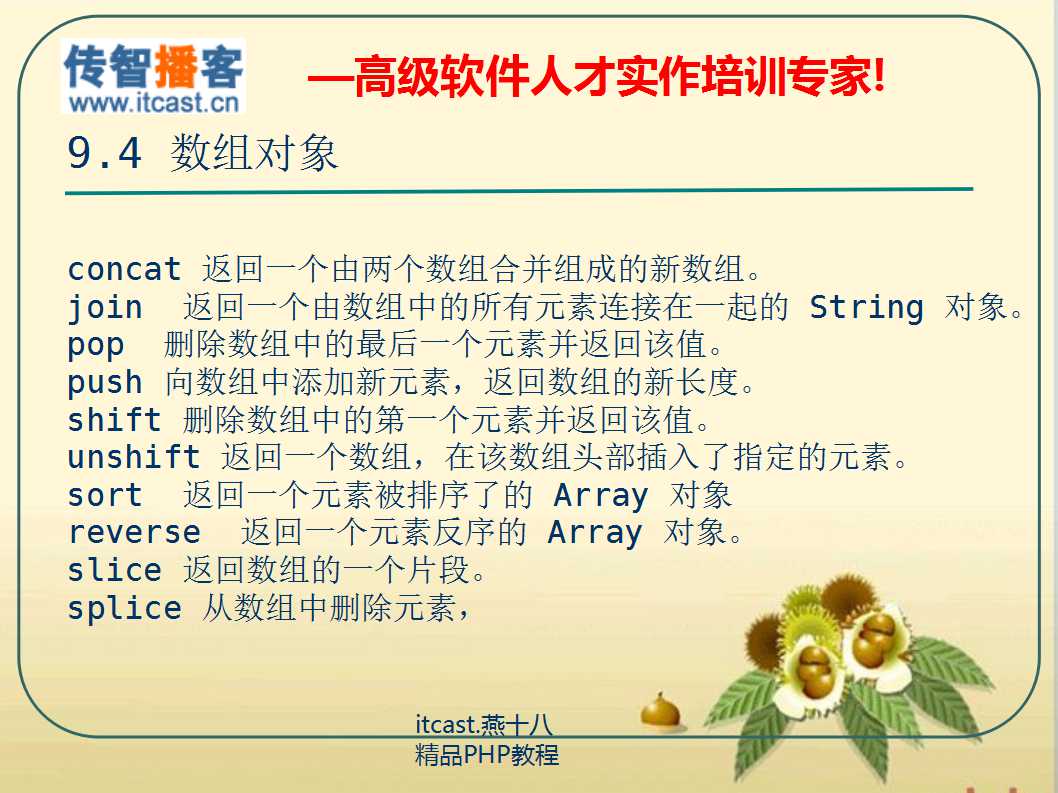 传智播客
www.itcast.cn
—高级软件人才实作培训专家!
9.4 数组对象
concat 返回一个由两个数组合并组成的新数组。
join 返回一个由数组中的所有元素连接在一起的 String 对象。
pop 删除数组中的最后一个元素并返回该值。
push 向数组中添加新元素，返回数组的新长度。
shift 删除数组中的第一个元素并返回该值。
unshift 返回一个数组，在该数组头部插入了指定的元素。
sort 返回一个元素被排序了的 Array 对象
reverse 返回一个元素反序的 Array 对象。
slice 返回数组的一个片段。
splice 从数组中删除元素，
itcast.燕十八
精品PHP教程